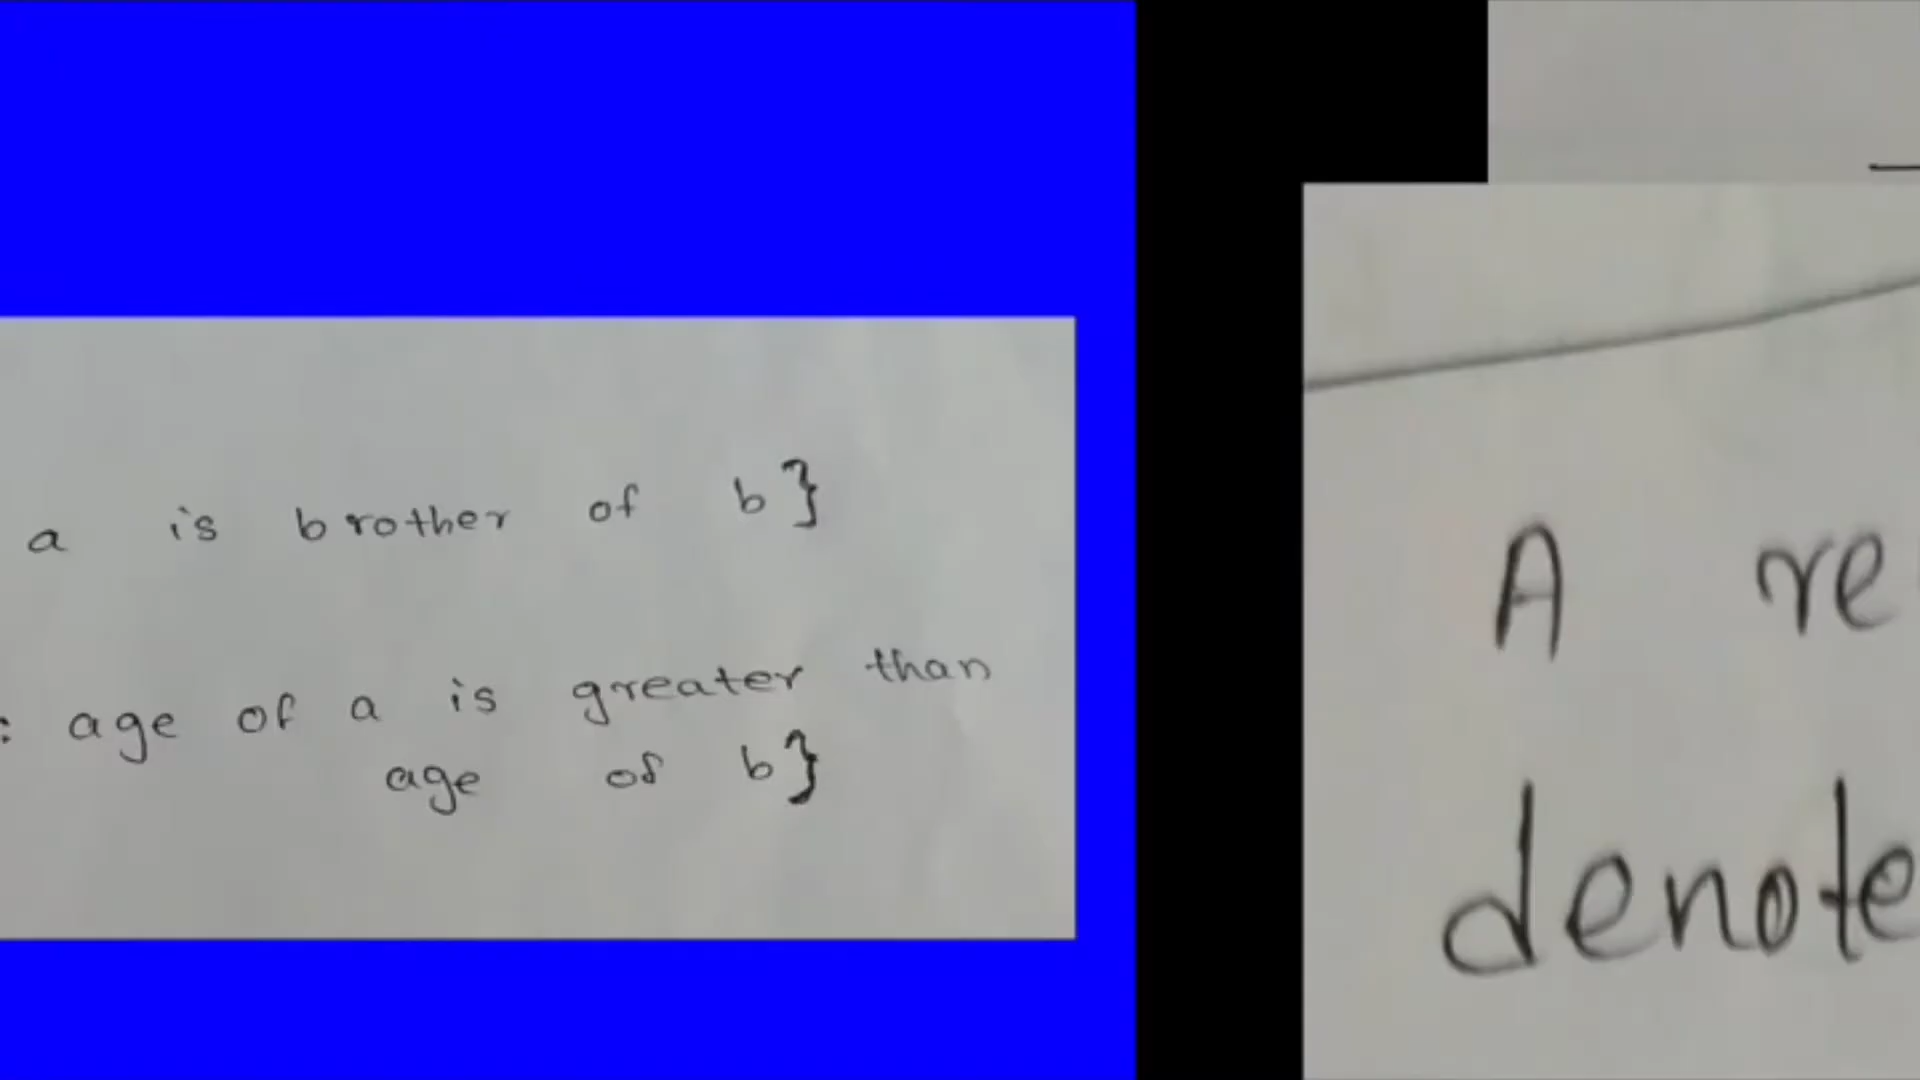 a is brother of b}
: age of a is greater than
age of b}
A re
denote